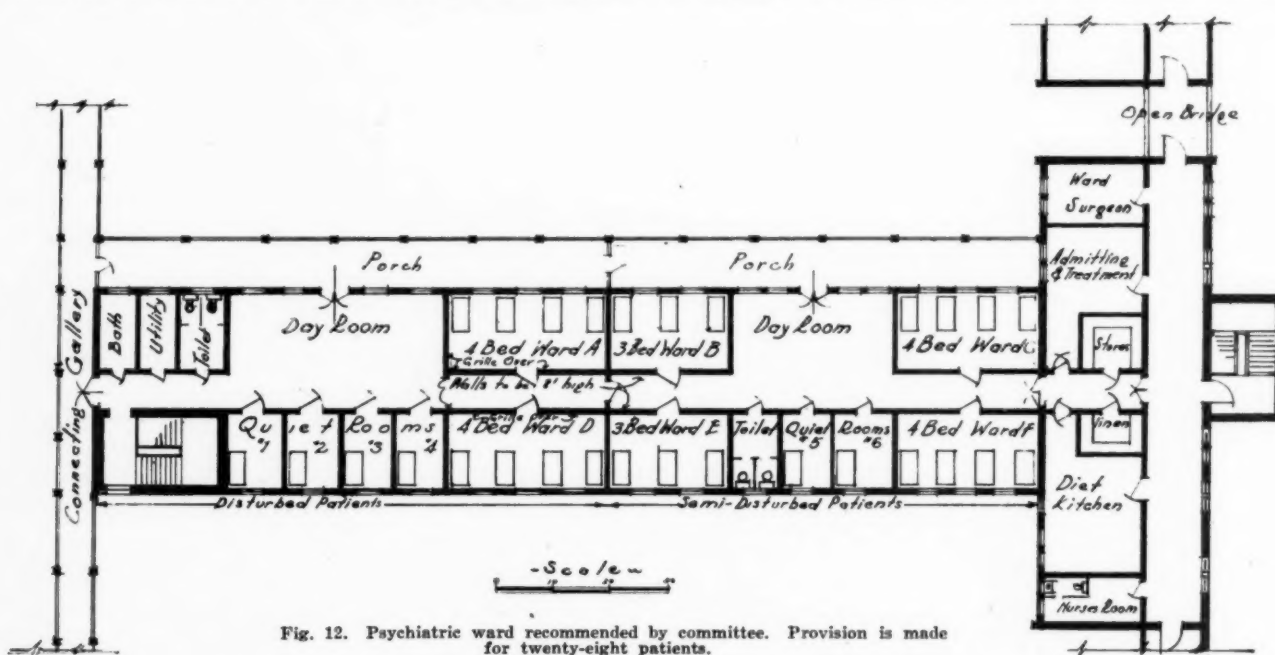 Open Bridge
Ward
Surgeon
Porch
Porch
Admitting
& Treatment
Connecting Gallery
Bath
Utility
Toilet
Day Room
4 Bed Ward A
3 Bed Ward B
Day Room
4 Bed Ward C
Stores
Grille Over
Walls to be 8' high
Grille Over
Quiet Rooms
#1
#2
#3
#4
4 Bed Ward D
3 Bed Ward E
Toilet
Quiet Rooms
#5
#6
4 Bed Ward F
Linen
Diet
Kitchen
Disturbed Patients
Semi-Disturbed Patients
-Scale-
Nurses Room
Fig. 12. Psychiatric ward recommended by committee. Provision is made
for twenty-eight patients.